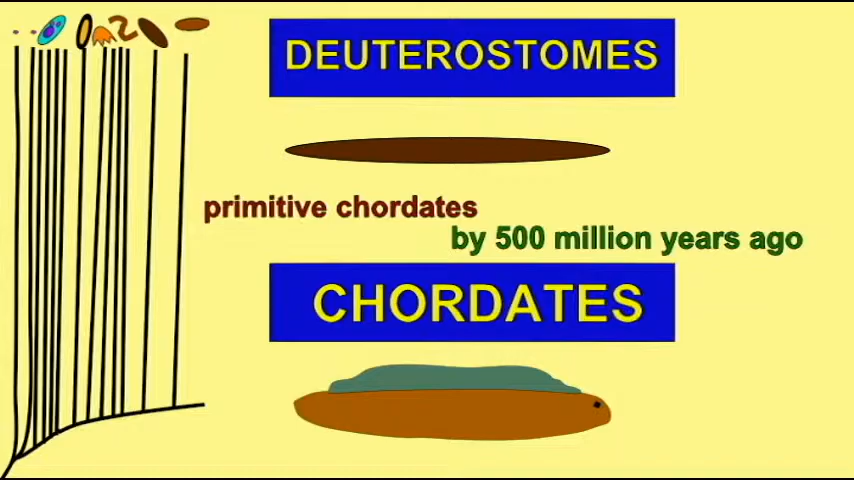 DEUTEROSTOMES
primitive chordates
by 500 million years ago
CHORDATES